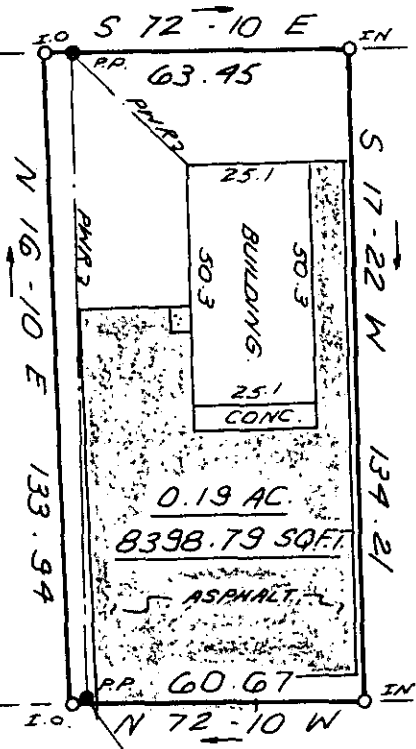 S 72-10 E
I.O
IN
P.P.
63.45
PWR
25.1
N 16-10 E
133.94
PWR
BUILDING.
50.3
50.3
S 17-22 W
134.21
25.1
CONC.
0.19 AC.
8398.79 SQ.FT.
ASPHALT.
P.P.
60.67
I.O.
IN
N 72-10 W